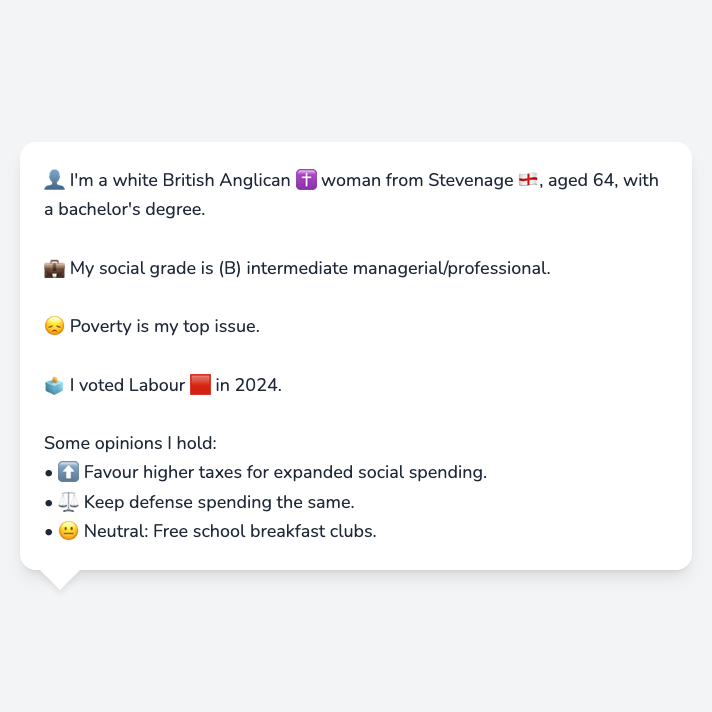 👤 I'm a white British Anglican ✝️ woman from Stevenage 🏴󠁧󠁢󠁥󠁮󠁧󠁿, aged 64, with
a bachelor's degree.
💼 My social grade is (B) intermediate managerial/professional.
😞 Poverty is my top issue.
🗳️ I voted Labour 🟥 in 2024.
Some opinions I hold:
• ⬆️ Favour higher taxes for expanded social spending.
• ⚖️ Keep defense spending the same.
• 😐 Neutral: Free school breakfast clubs.